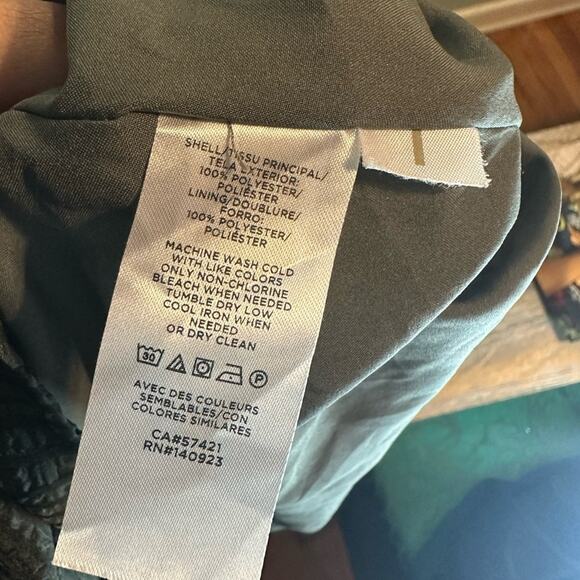 SHELL/TISSU PRINCIPAL/
TELA EXTERIOR:
100% POLYESTER/
POLIÉSTER
LINING/DOUBLURE/
FORRO:
100% POLYESTER/
POLIÉSTER
MACHINE WASH COLD
WITH LIKE COLORS
ONLY NON-CHLORINE
BLEACH WHEN NEEDED
TUMBLE DRY LOW
COOL IRON WHEN
NEEDED
OR DRY CLEAN
30 P
AVEC DES COULEURS
SEMBLABLES/CON
COLORES SIMILARES
CA#57421
RN#140923